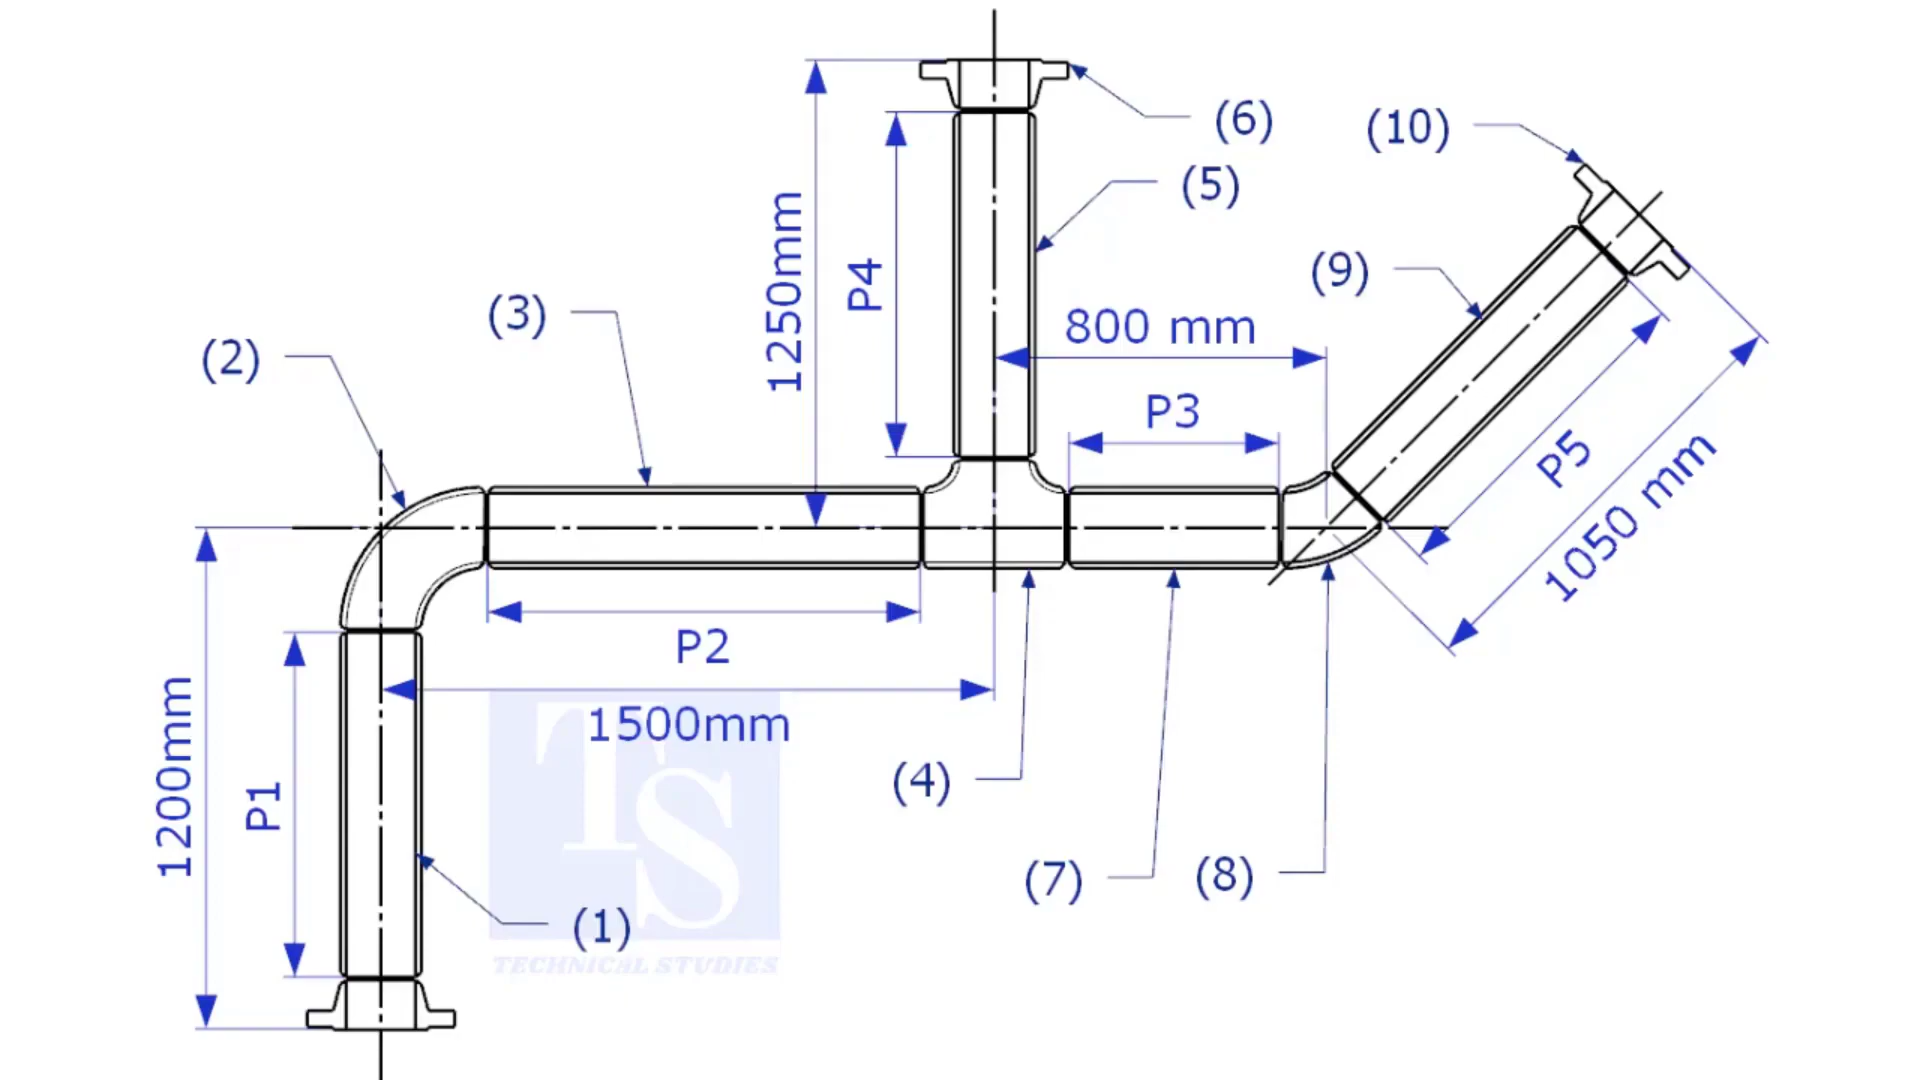 (6)
(10)
(5)
1250mm
P4
(9)
(3)
800 mm
(2)
P3
P5
1050 mm
P2
1500mm
TS
TECHNICAL STUDIES
1200mm
P1
(4)
(7)
(8)
(1)